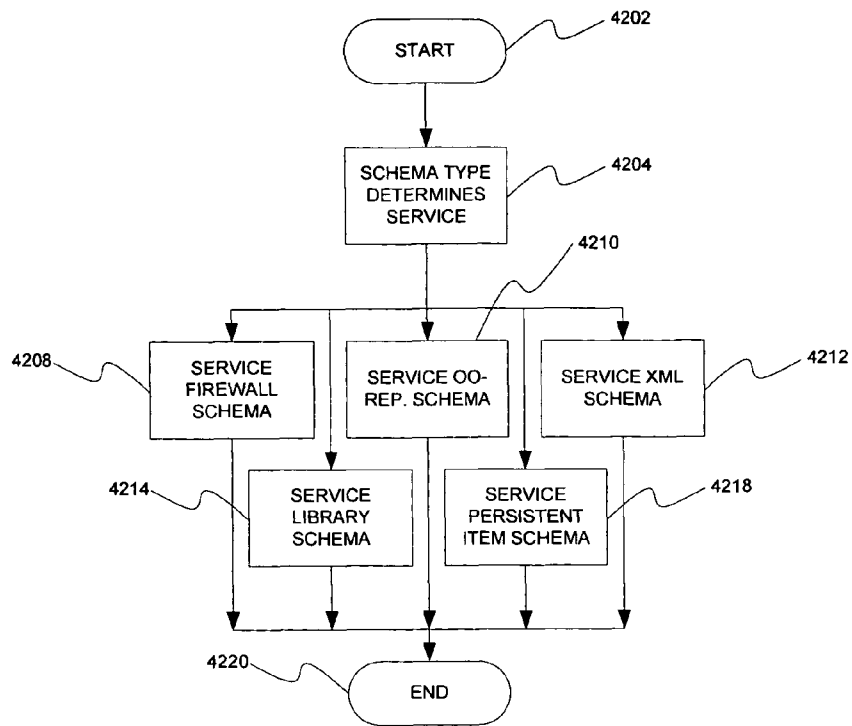 START
4202
SCHEMA TYPE
DETERMINES
SERVICE
4204
4210
4208
SERVICE
FIREWALL
SCHEMA
SERVICE OO-
REP. SCHEMA
SERVICE XML
SCHEMA
4212
4214
SERVICE
LIBRARY
SCHEMA
SERVICE
PERSISTENT
ITEM SCHEMA
4218
4220
END